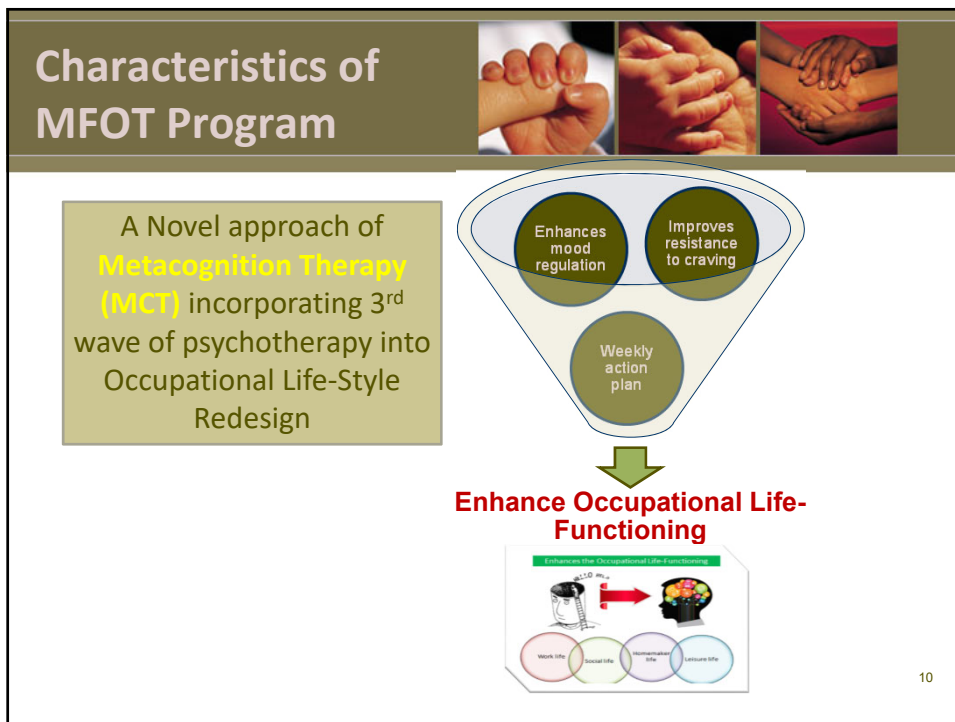 Characteristics of
MFOT Program
A Novel approach of
Metacognition Therapy
(MCT) incorporating 3rd
wave of psychotherapy into
Occupational Life-Style
Redesign
Enhances
mood
regulation
Improves
resistance
to craving
Weekly
action
plan
Enhance Occupational Life-
Functioning
Enhances the Occupational Life-Functioning
Work life
Social life
Homemaker
life
Leisure life
10